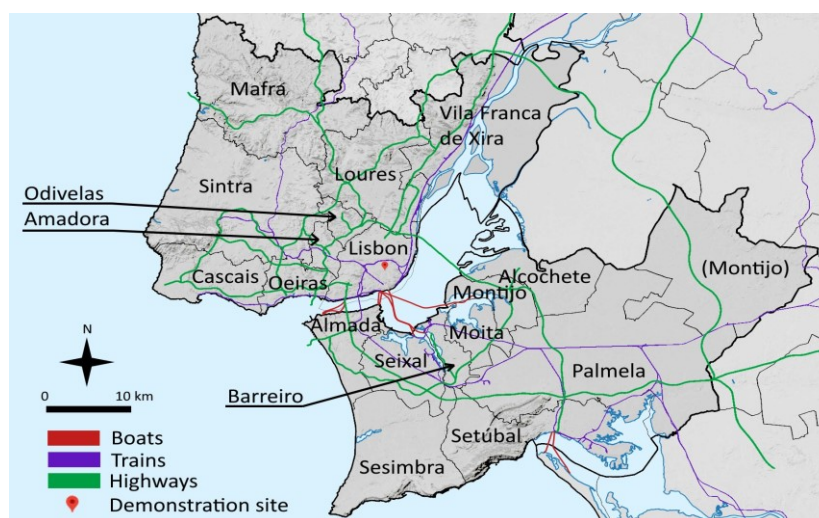 Mafra
Vila Franca
de Xira
Loures
Sintra
Odivelas
Amadora
Lisbon
(Montijo)
Alcochete
Cascais
Oeiras
Montijo
Almada
Moita
Seixal
Palmela
Barreiro
Setúbal
Sesimbra
N
0 10 km
Boats
Trains
Highways
Demonstration site